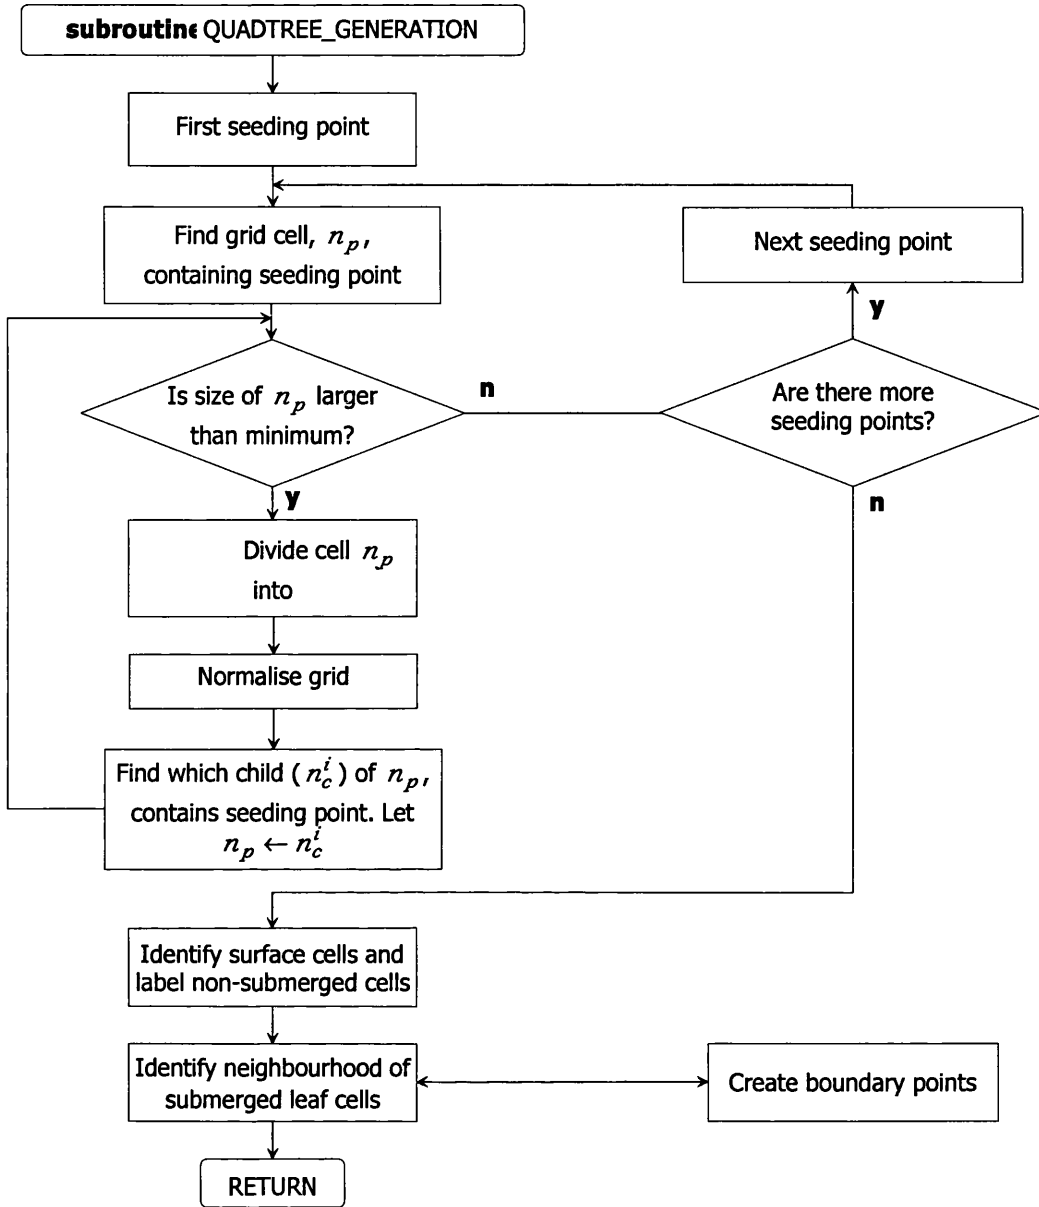 subroutine QUADTREE_GENERATION
First seeding point
Find grid cell, n_p,
containing seeding point
Next seeding point
y
Is size of n_p larger
than minimum?
n
Are there more
seeding points?
y
n
Divide cell n_p
into
Normalise grid
Find which child (n_c^i) of n_p,
contains seeding point. Let
n_p ← n_c^i
Identify surface cells and
label non-submerged cells
Identify neighbourhood of
submerged leaf cells
Create boundary points
RETURN